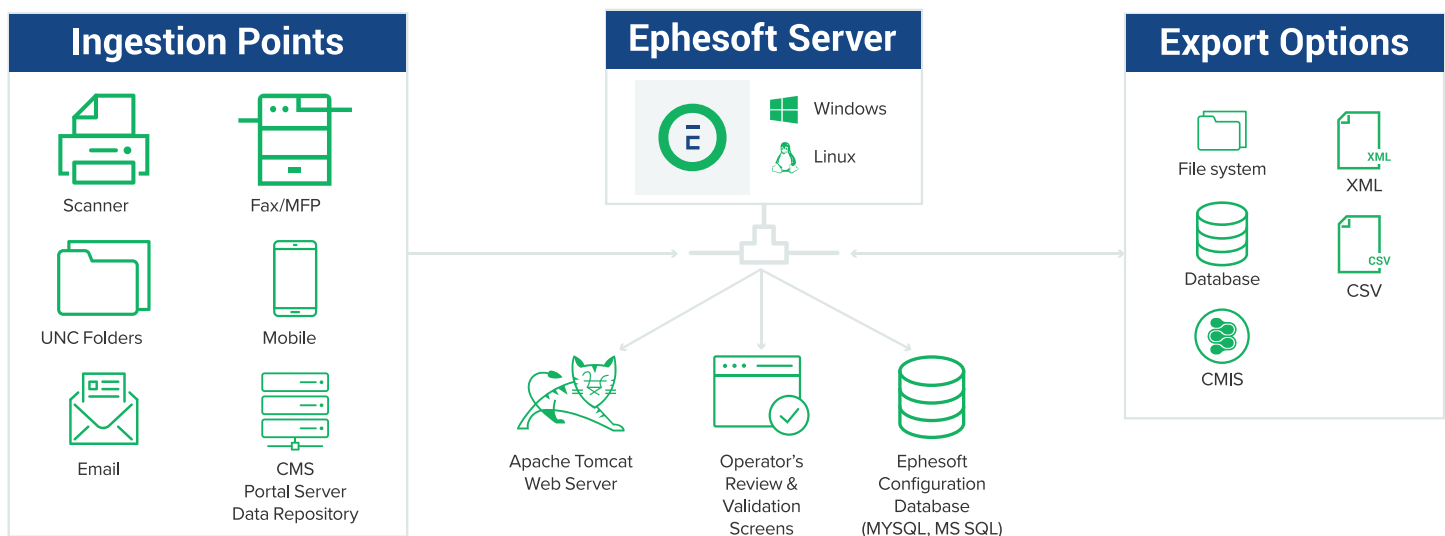 Ingestion Points
Scanner
Fax/MFP
UNC Folders
Mobile
Email
CMS
Portal Server
Data Repository
Ephesoft Server
E
Windows
Linux
Apache Tomcat
Web Server
Operator's
Review &
Validation
Screens
Ephesoft
Configuration
Database
(MYSQL, MS SQL)
Export Options
File system
XML
XML
Database
CSV
CSV
CMIS